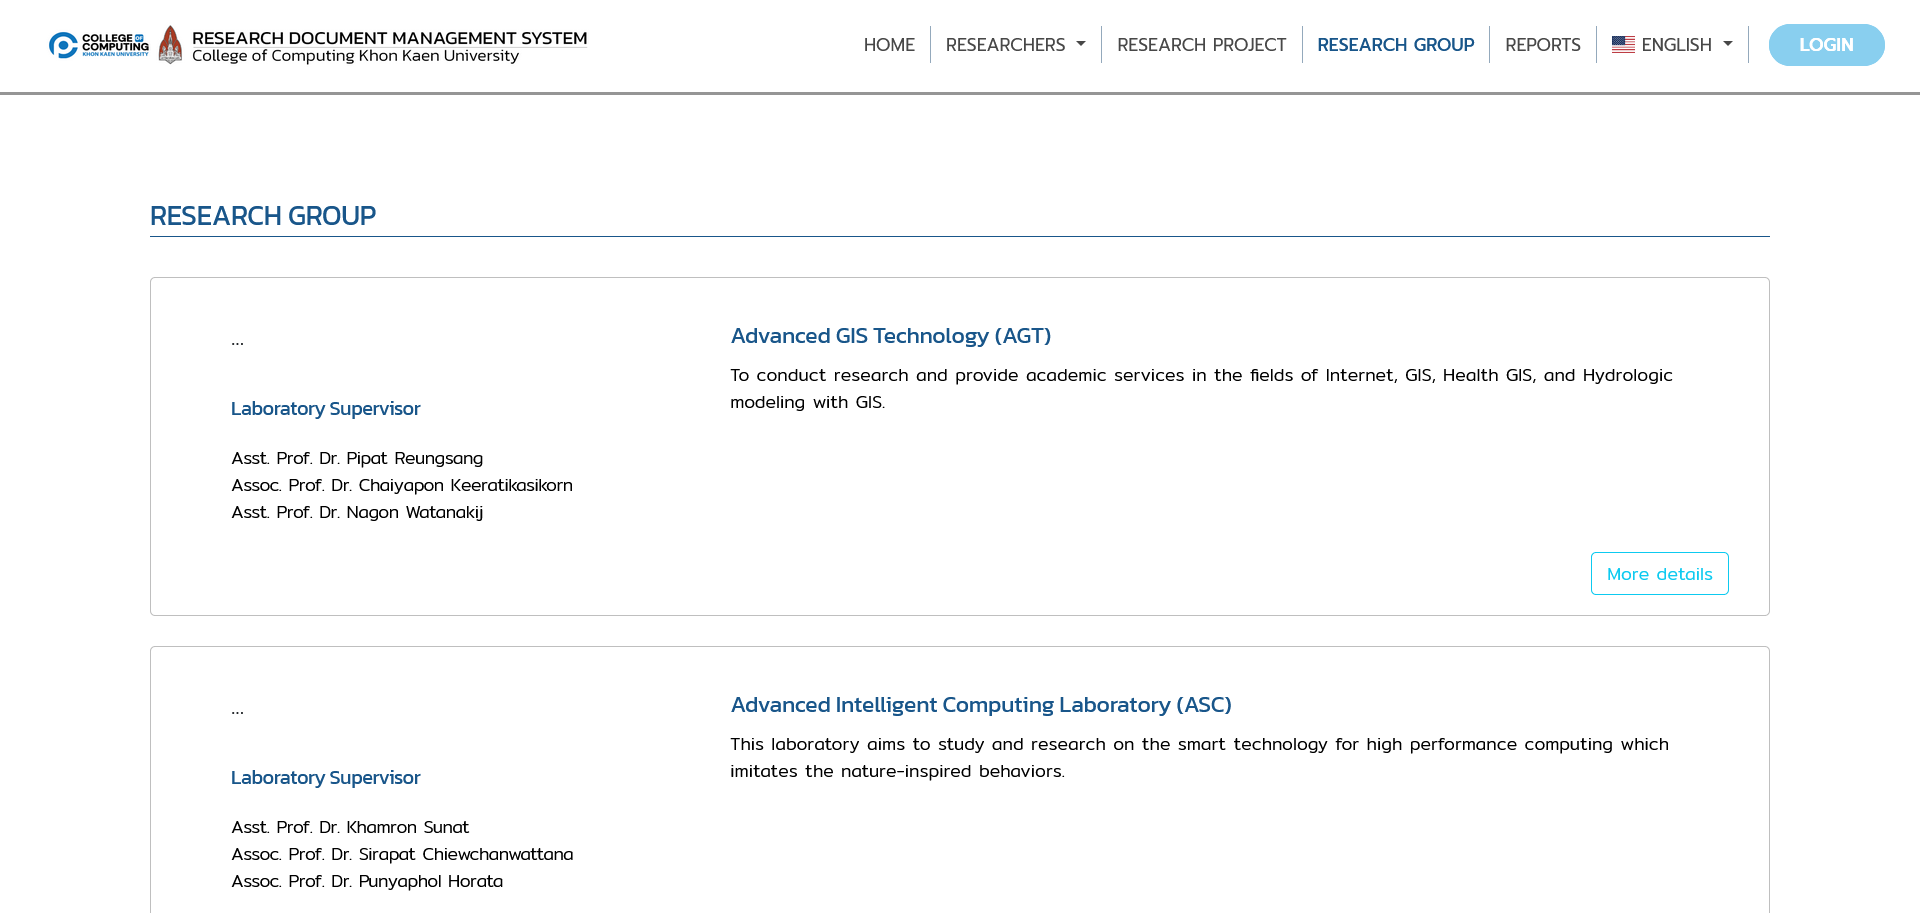 COLLEGE OF
COMPUTING
KHON KAEN UNIVERSITY
RESEARCH DOCUMENT MANAGEMENT SYSTEM
College of Computing Khon Kaen University
HOME
RESEARCHERS
RESEARCH PROJECT
RESEARCH GROUP
REPORTS
ENGLISH
LOGIN
RESEARCH GROUP
...
Laboratory Supervisor
Asst. Prof. Dr. Pipat Reungsang
Assoc. Prof. Dr. Chaiyapon Keeratikasikorn
Asst. Prof. Dr. Nagon Watanakij
Advanced GIS Technology (AGT)
To conduct research and provide academic services in the fields of Internet, GIS, Health GIS, and Hydrologic
modeling with GIS.
More details
...
Laboratory Supervisor
Asst. Prof. Dr. Khamron Sunat
Assoc. Prof. Dr. Sirapat Chiewchanwattana
Assoc. Prof. Dr. Punyaphol Horata
Advanced Intelligent Computing Laboratory (ASC)
This laboratory aims to study and research on the smart technology for high performance computing which
imitates the nature-inspired behaviors.